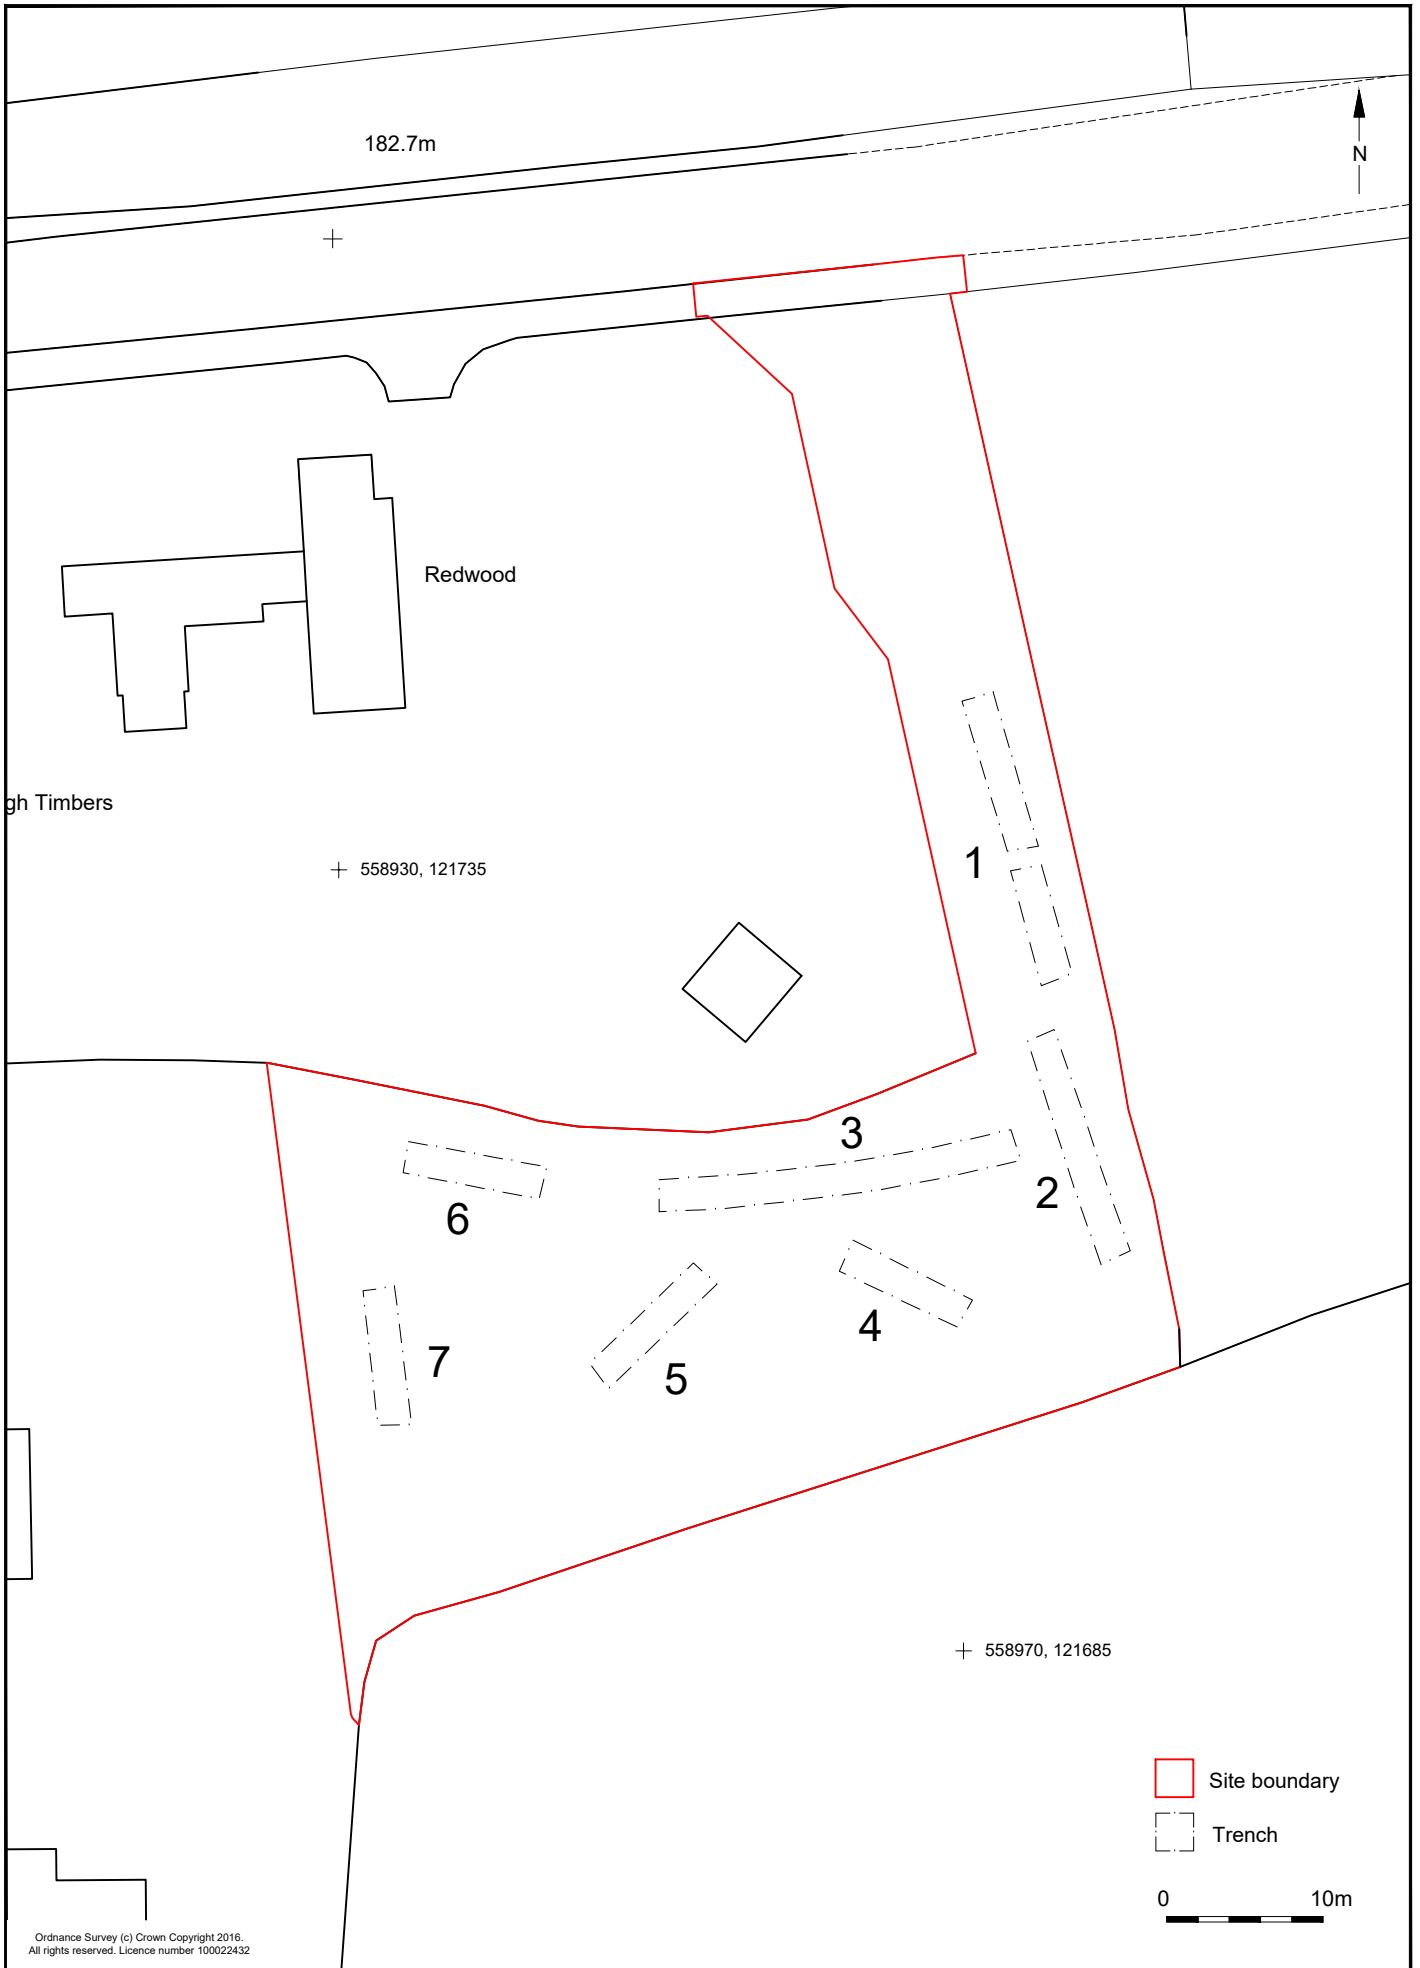 182.7m
N
Redwood
gh Timbers
1
558930, 121735
3
2
6
4
7
5
558970, 121685
Site boundary
Trench
0 10m
Ordnance Survey (c) Crown Copyright 2016.
All rights reserved. Licence number 100022432